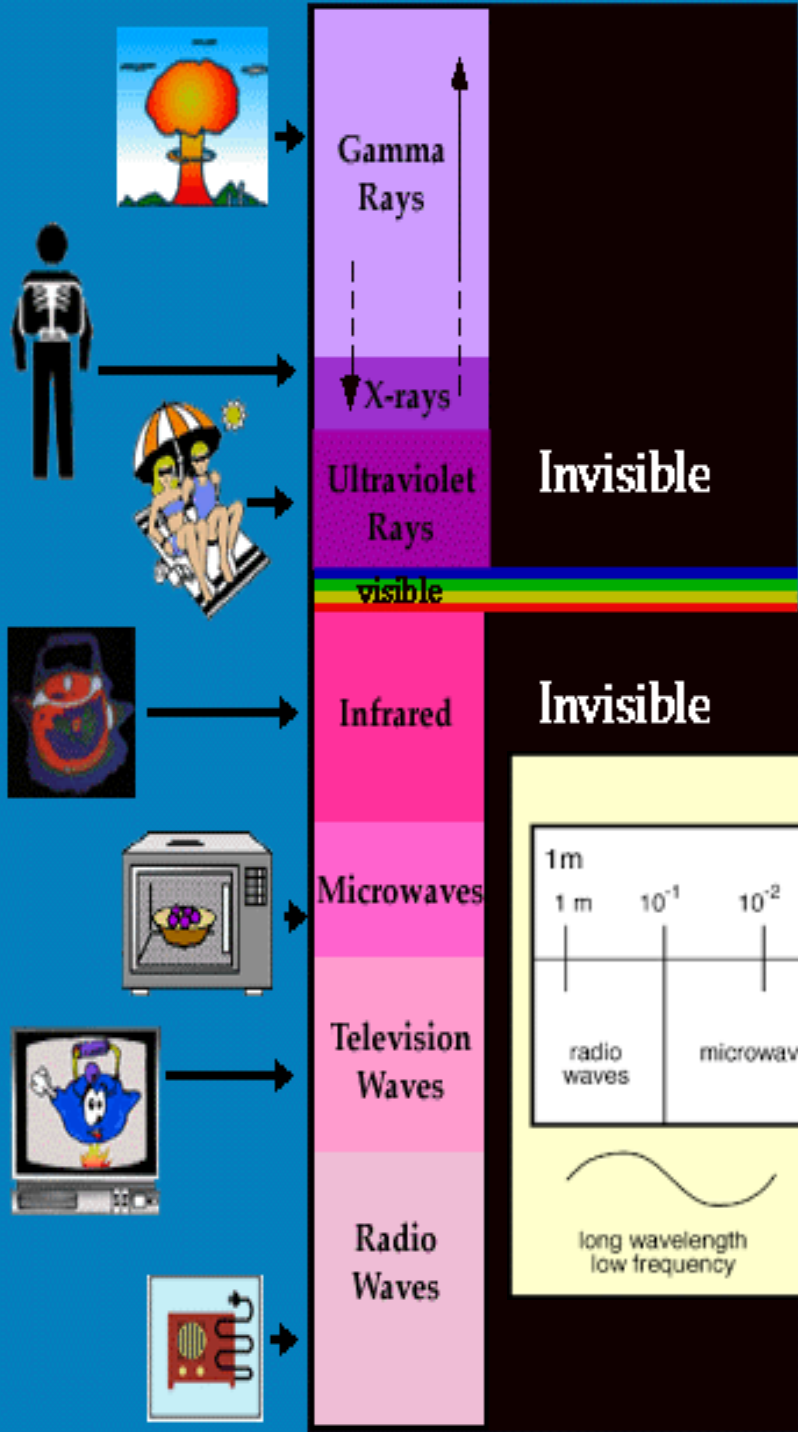 Gamma
Rays
X-rays
Ultraviolet
Rays
Invisible
visible
Infrared
Invisible
Microwaves
1m
1 m
10⁻¹
10⁻²
radio
waves
microwav
Television
Waves
Radio
Waves
long wavelength
low frequency